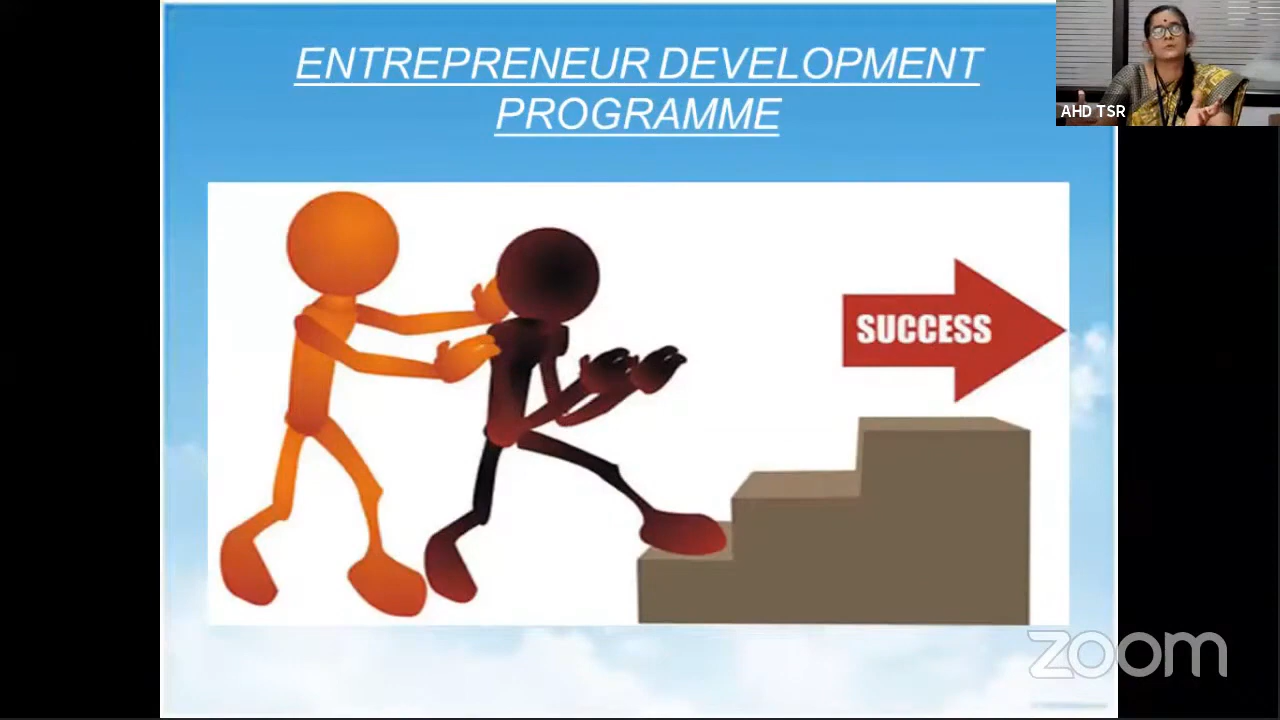 ENTREPRENEUR DEVELOPMENT
PROGRAMME
AHD TSR
SUCCESS
zoom